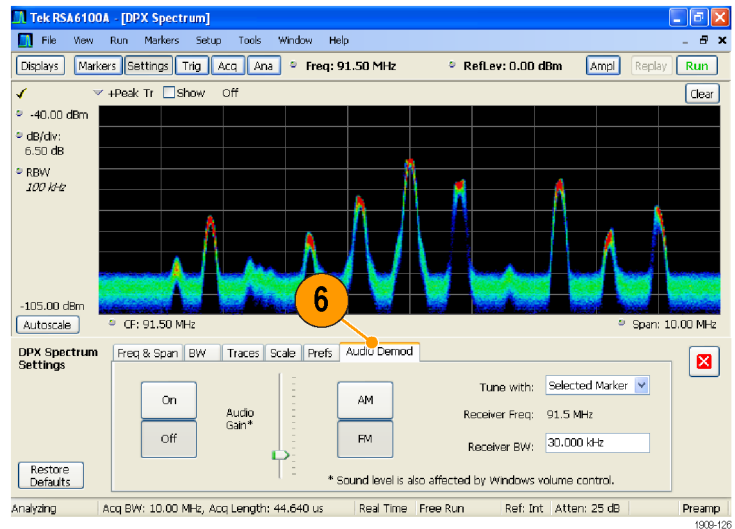 Tek RSA6100A - [DPX Spectrum]
File View Run Markers Setup Tools Window Help
Displays Markers Settings Trig Acq Ana Freq: 91.50 MHz RefLev: 0.00 dBm Ampl Replay Run
+Peak Tr Show Off Clear
-40.00 dBm
dB/div:
6.50 dB
RBW
100 kHz
-105.00 dBm
6
Autoscale CF: 91.50 MHz Span: 10.00 MHz
DPX Spectrum
Settings
Freq & Span BW Traces Scale Prefs Audio Demod
On
Off
Audio
Gain*
AM
FM
Tune with: Selected Marker
Receiver Freq: 91.5 MHz
Receiver BW: 30.000 kHz
* Sound level is also affected by Windows volume control.
Restore
Defaults
Analyzing Acq BW: 10.00 MHz, Acq Length: 44.640 us Real Time Free Run Ref: Int Atten: 25 dB Preamp
1909-126